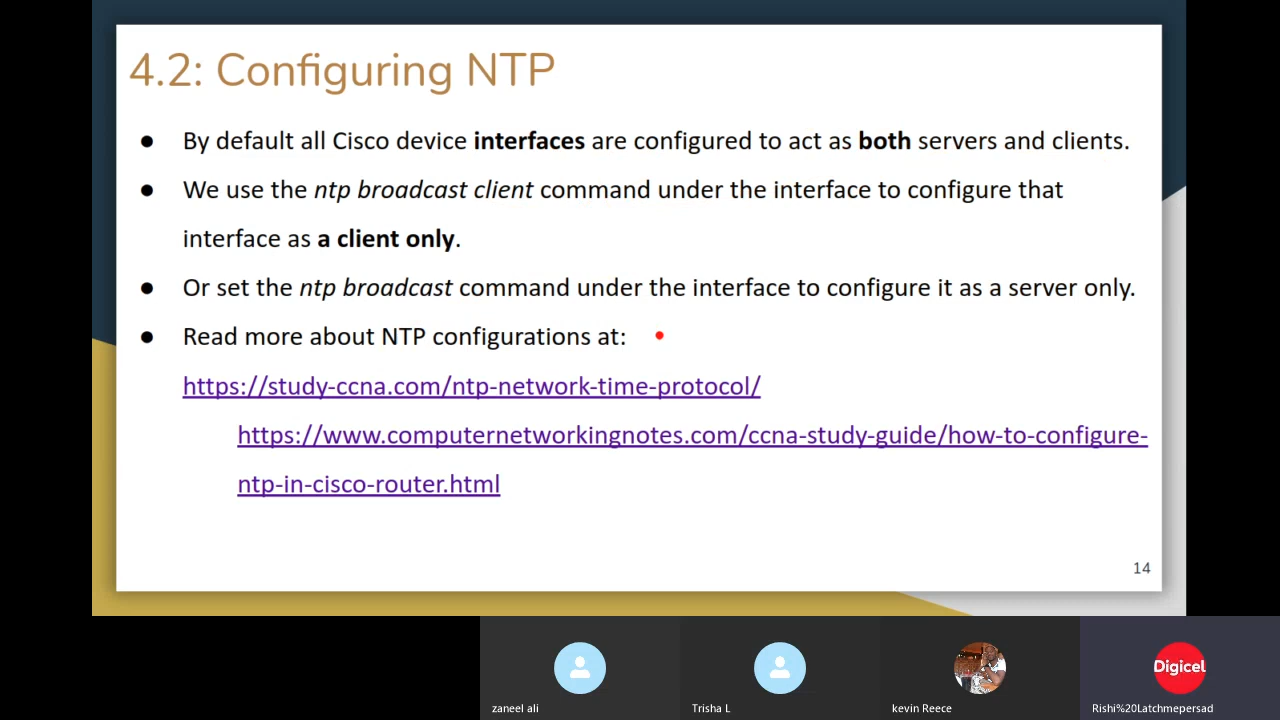 4.2: Configuring NTP
● By default all Cisco device interfaces are configured to act as both servers and clients.
● We use the ntp broadcast client command under the interface to configure that
interface as a client only.
● Or set the ntp broadcast command under the interface to configure it as a server only.
● Read more about NTP configurations at:
https://study-ccna.com/ntp-network-time-protocol/
https://www.computernetworkingnotes.com/ccna-study-guide/how-to-configure-
ntp-in-cisco-router.html
14
Digicel
zaneel ali
Trisha L
kevin Reece
Rishi%20Latchmepersad